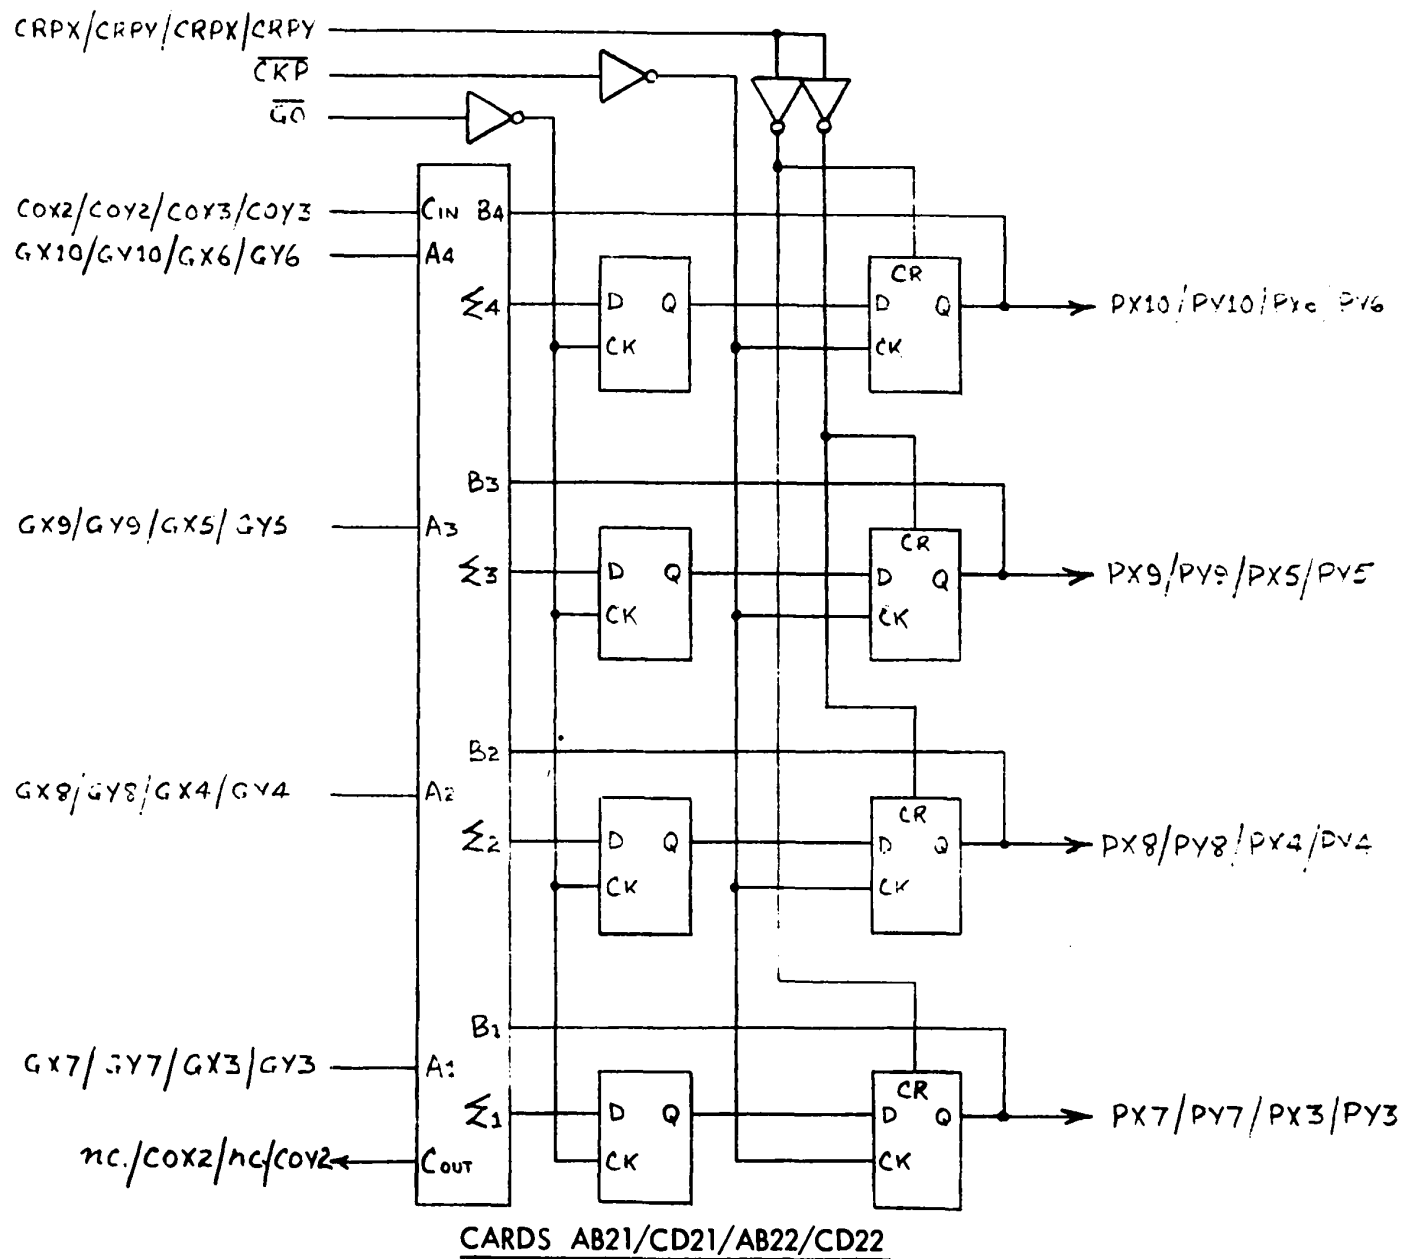 CRPX/CRPY/CRPX/CRPY
CKP
GO
COX2/COY2/COX3/COY3
CIN B4
GX10/GY10/GX6/GY6
A4
CR
Σ4
D Q
D Q
PX10/PY10/ /PY6
CK
CK
B3
GX9/GY9/GX5/GY5
A3
CR
Σ3
D Q
D Q
PX9/PY9/PX5/PY5
CK
CK
B2
GX8/GY8/GX4/GY4
A2
CR
Σ2
D Q
D Q
PX8/PY8/PX4/PY4
CK
CK
B1
GX7/GY7/GX3/GY3
A1
CR
Σ1
D Q
D Q
PX7/PY7/PX3/PY3
nc./COX2/nc/COY2
COUT
CK
CK
CARDS AB21/CD21/AB22/CD22